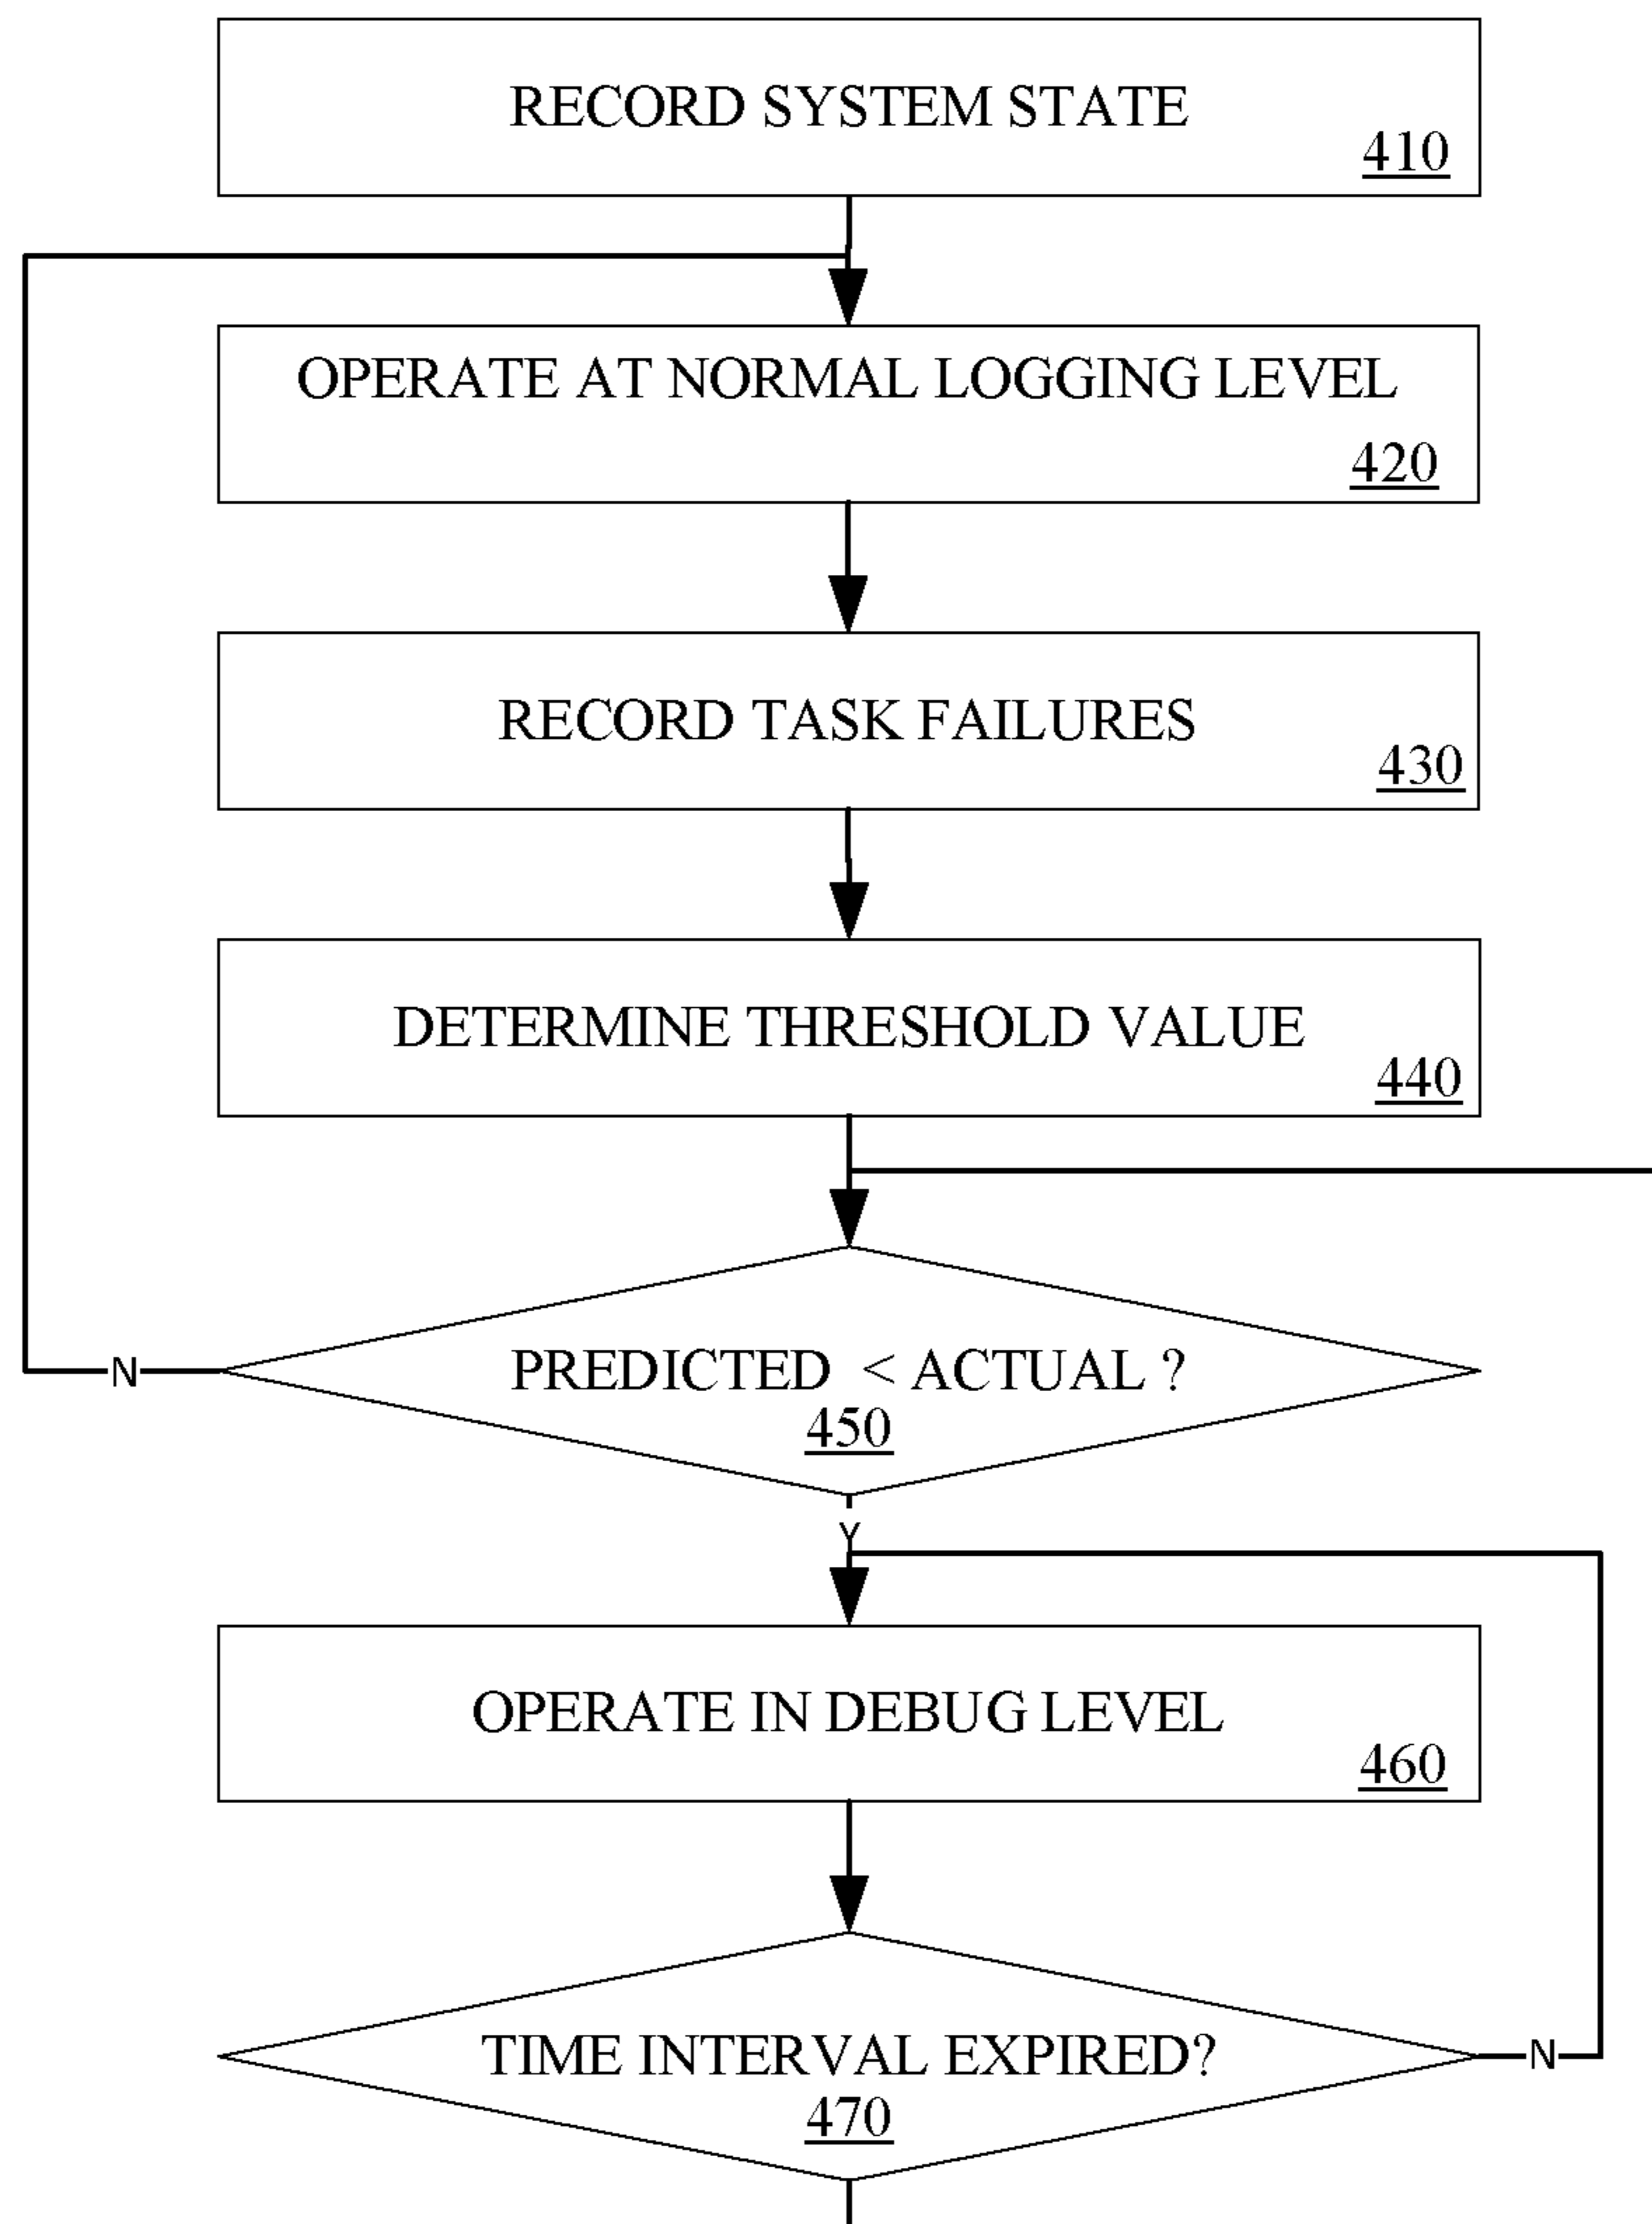 RECORD SYSTEM STATE
410
OPERATE AT NORMAL LOGGING LEVEL
420
RECORD TASK FAILURES
430
DETERMINE THRESHOLD VALUE
440
PREDICTED < ACTUAL ?
450
N
Y
OPERATE IN DEBUG LEVEL
460
TIME INTERVAL EXPIRED?
470
N